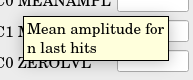 C0 MEANAMPL
Mean amplitude for
n last hits
C0 ZEROLVL